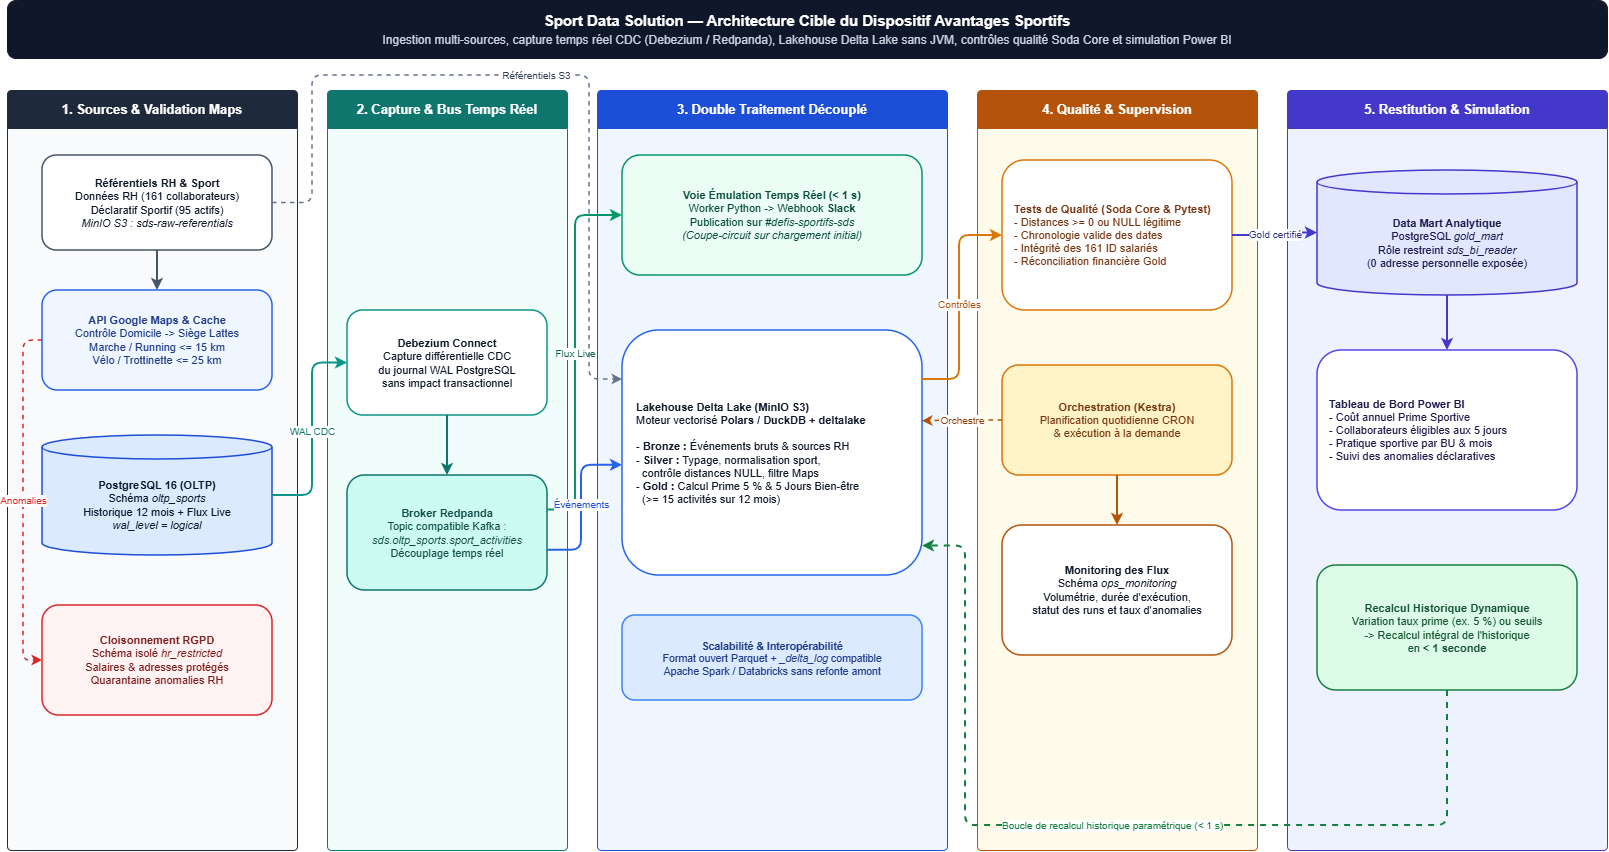 Sport Data Solution — Architecture Cible du Dispositif Avantages Sportifs
Ingestion multi-sources, capture temps réel CDC (Debezium / Redpanda), Lakehouse Delta Lake sans JVM, contrôles qualité Soda Core et simulation Power BI
Référentiels S3
1. Sources & Validation Maps
Référentiels RH & Sport
Données RH (161 collaborateurs)
Déclaratif Sportif (95 actifs)
MinIO S3 : sds-raw-referentials
API Google Maps & Cache
Contrôle Domicile -> Siège Lattes
Marche / Running <= 15 km
Vélo / Trottinette <= 25 km
Anomalies
PostgreSQL 16 (OLTP)
Schéma oltp_sports
Historique 12 mois + Flux Live
wal_level = logical
Cloisonnement RGPD
Schéma isolé hr_restricted
Salaires & adresses protégés
Quarantaine anomalies RH
WAL CDC
2. Capture & Bus Temps Réel
Debezium Connect
Capture différentielle CDC
du journal WAL PostgreSQL
sans impact transactionnel
Broker Redpanda
Topic compatible Kafka :
sds.oltp_sports.sport_activities
Découplage temps réel
Flux Live
Événements
3. Double Traitement Découplé
Voie Émulation Temps Réel (< 1 s)
Worker Python -> Webhook Slack
Publication sur #defis-sportifs-sds
(Coupe-circuit sur chargement initial)
Lakehouse Delta Lake (MinIO S3)
Moteur vectorisé Polars / DuckDB + deltalake
- Bronze : Événements bruts & sources RH
- Silver : Typage, normalisation sport,
contrôle distances NULL, filtre Maps
- Gold : Calcul Prime 5 % & 5 Jours Bien-être
(>= 15 activités sur 12 mois)
Scalabilité & Interopérabilité
Format ouvert Parquet + _delta_log compatible
Apache Spark / Databricks sans refonte amont
Contrôles
Orchestre
4. Qualité & Supervision
Tests de Qualité (Soda Core & Pytest)
- Distances >= 0 ou NULL légitime
- Chronologie valide des dates
- Intégrité des 161 ID salariés
- Réconciliation financière Gold
Orchestration (Kestra)
Planification quotidienne CRON
& exécution à la demande
Monitoring des Flux
Schéma ops_monitoring
Volumétrie, durée d'exécution,
statut des runs et taux d'anomalies
Gold certifié
5. Restitution & Simulation
Data Mart Analytique
PostgreSQL gold_mart
Rôle restreint sds_bi_reader
(0 adresse personnelle exposée)
Tableau de Bord Power BI
- Coût annuel Prime Sportive
- Collaborateurs éligibles aux 5 jours
- Pratique sportive par BU & mois
- Suivi des anomalies déclaratives
Recalcul Historique Dynamique
Variation taux prime (ex. 5 %) ou seuils
-> Recalcul intégral de l'historique
en < 1 seconde
Boucle de recalcul historique paramétrique (< 1 s)